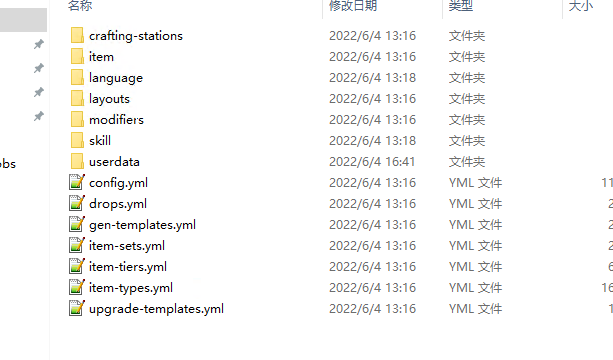 名称 修改日期 类型 大小
crafting-stations 2022/6/4 13:16 文件夹
item 2022/6/4 13:16 文件夹
language 2022/6/4 13:18 文件夹
layouts 2022/6/4 13:16 文件夹
modifiers 2022/6/4 13:16 文件夹
skill 2022/6/4 13:18 文件夹
obs userdata 2022/6/4 16:41 文件夹
config.yml 2022/6/4 13:16 YML 文件 11
drops.yml 2022/6/4 13:16 YML 文件 2
gen-templates.yml 2022/6/4 13:16 YML 文件 2
item-sets.yml 2022/6/4 13:16 YML 文件 2
item-tiers.yml 2022/6/4 13:16 YML 文件 6
item-types.yml 2022/6/4 13:16 YML 文件 16
upgrade-templates.yml 2022/6/4 13:16 YML 文件 1